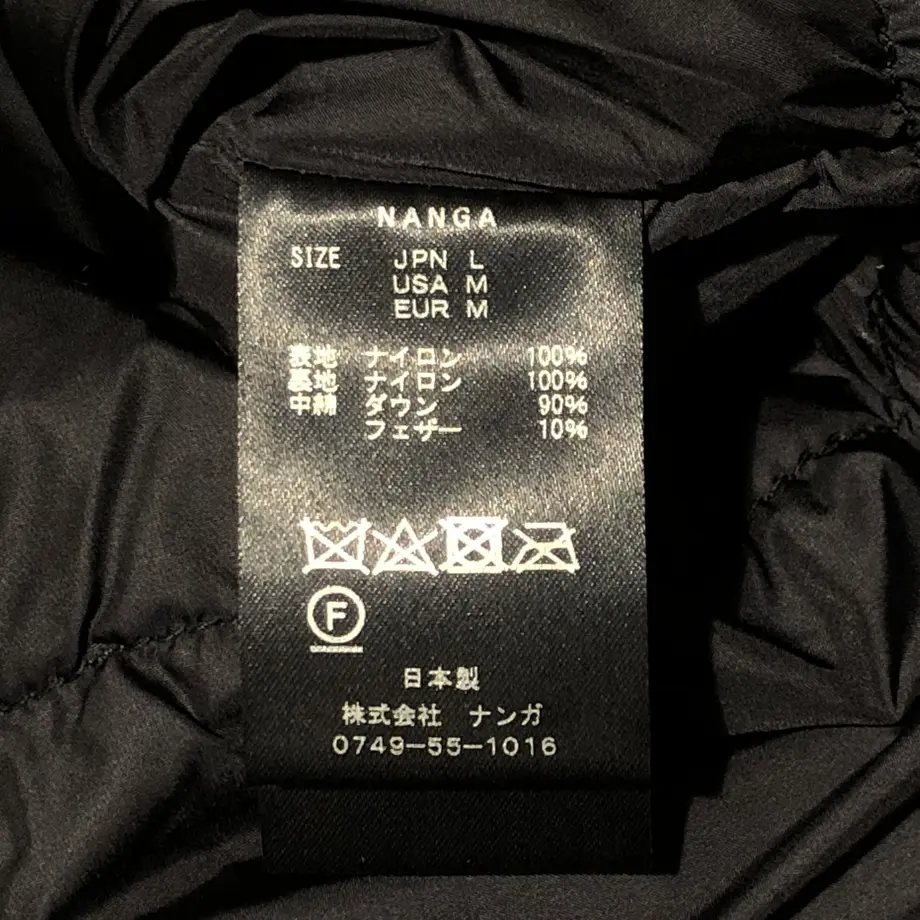 NANGA
SIZE JPN L
USA M
EUR M
表地 ナイロン 100%
裏地 ナイロン 100%
中綿 ダウン 90%
フェザー 10%
F
日本製
株式会社 ナンガ
0749-55-1016